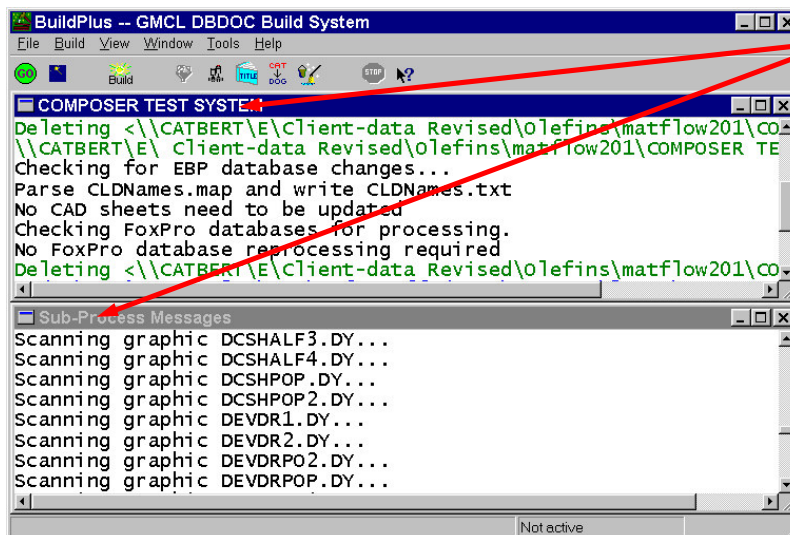 BuildPlus -- GMCL DBDOC Build System
File Build View Window Tools Help
GO Build TITLE CAT DOG STOP
COMPOSER TEST SYSTEM
Deleting <\\CATBERT\E\Client-data Revised\Olefins\matflow201\CO
\\CATBERT\E\ Client-data Revised\Olefins\matflow201\COMPOSER TE
Checking for EBP database changes...
Parse CLDNames.map and write CLDNames.txt
No CAD sheets need to be updated
Checking FoxPro databases for processing.
No FoxPro database reprocessing required
Deleting <\\CATBERT\E\Client-data Revised\Olefins\matflow201\CO
Sub-Process Messages
Scanning graphic DCSHALF3.DY...
Scanning graphic DCSHALF4.DY...
Scanning graphic DCSHPOP.DY...
Scanning graphic DCSHPOP2.DY...
Scanning graphic DEVDR1.DY...
Scanning graphic DEVDR2.DY...
Scanning graphic DEVDRPO2.DY...
Scanning graphic DEVDRPOP.DY...
Not active